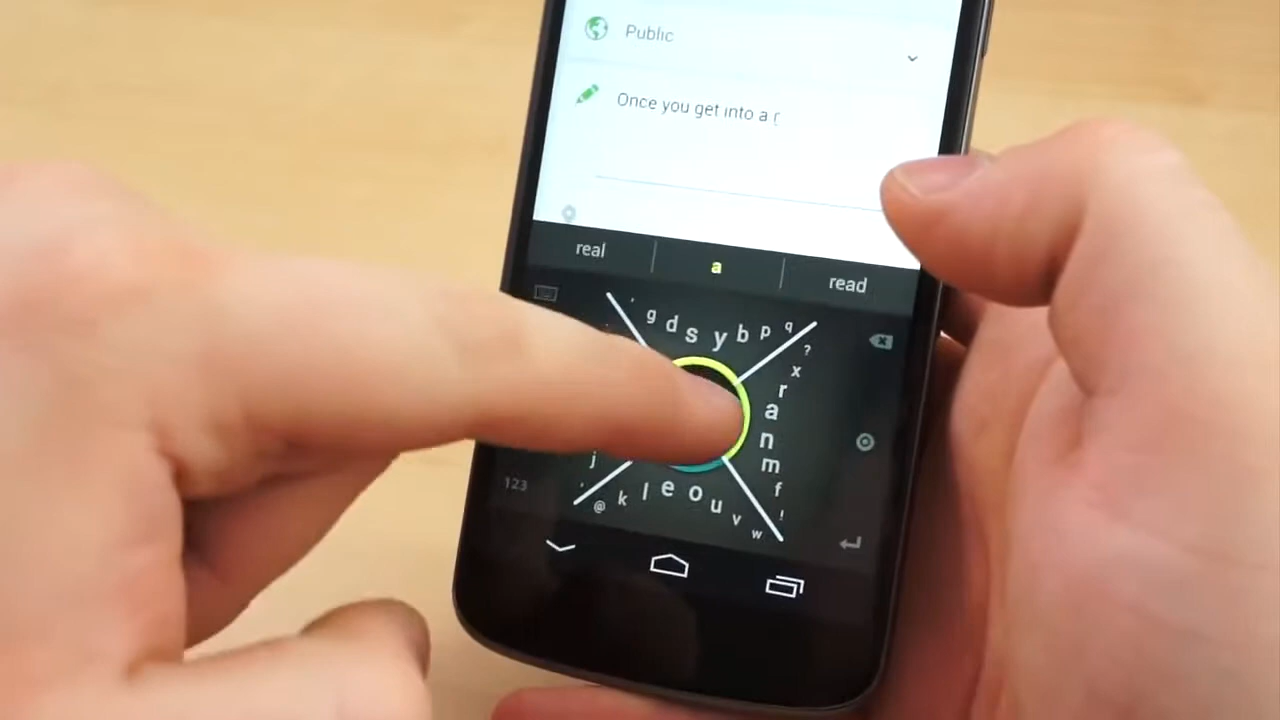 Public
Once you get into a r
real a read
' g d s y b p q
? x r a n m f !
j
123
' @ k l e o u v w